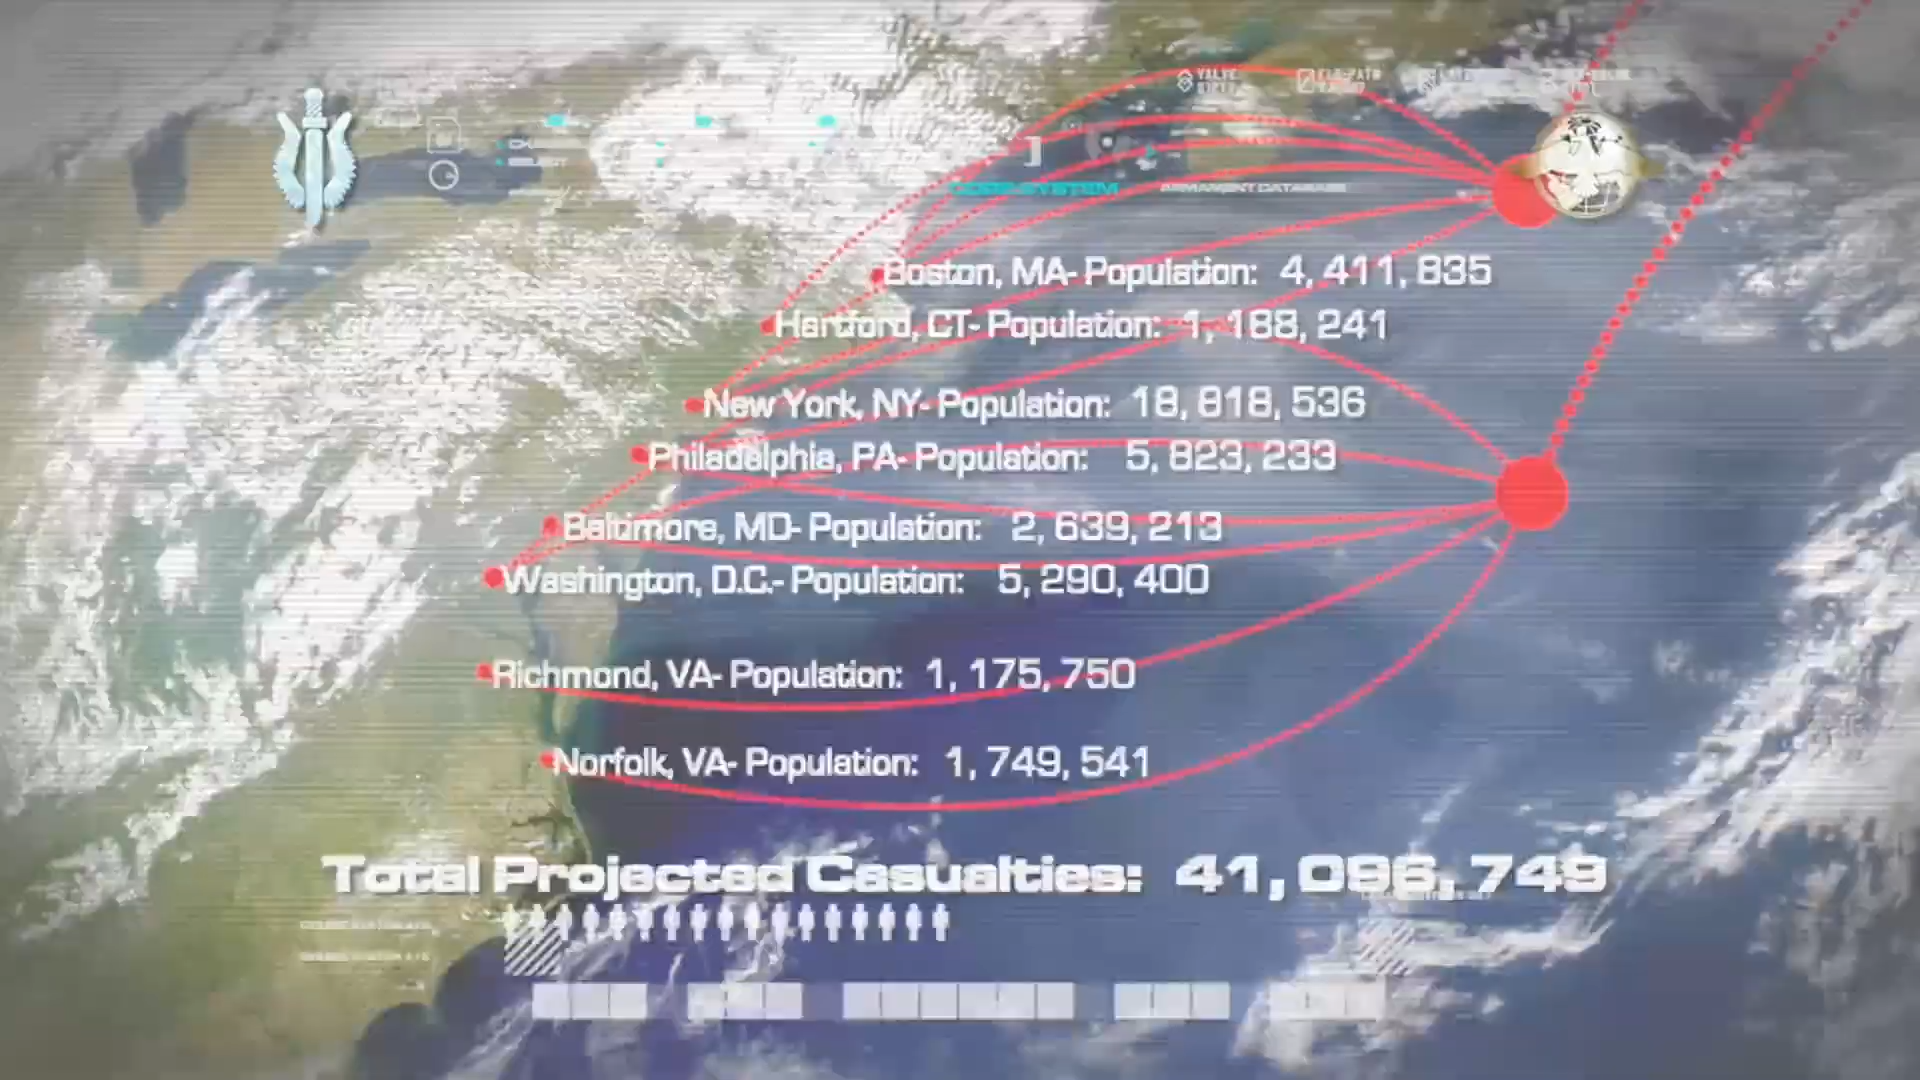 ARMAMENT DATABASE
Boston, MA- Population: 4, 411, 835
Hartford, CT- Population: 1, 188, 241
New York, NY- Population: 18, 818, 536
Philadelphia, PA- Population: 5, 823, 233
Baltimore, MD- Population: 2, 639, 213
Washington, D.C.- Population: 5, 290, 400
Richmond, VA- Population: 1, 175, 750
Norfolk, VA- Population: 1, 749, 541
Total Projected Casualties: 41, 096, 749